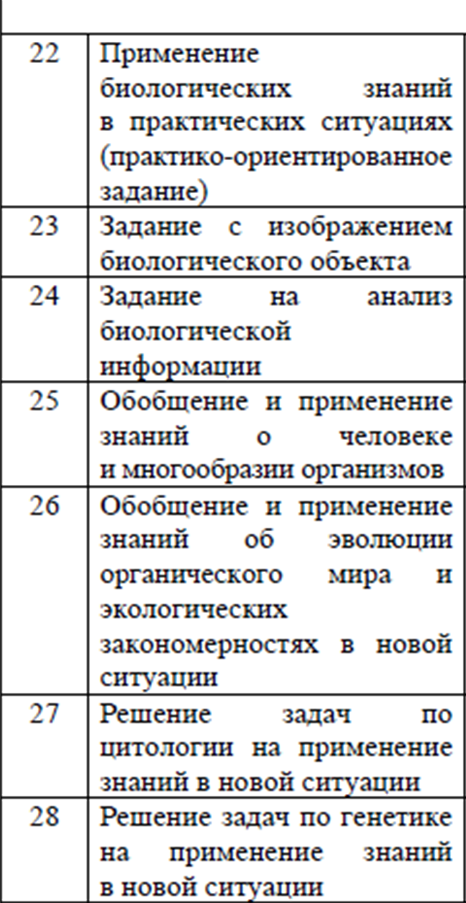 22 Применение
биологических знаний
в практических ситуациях
(практико-ориентированное
задание)
23 Задание с изображением
биологического объекта
24 Задание на анализ
биологической
информации
25 Обобщение и применение
знаний о человеке
и многообразии организмов
26 Обобщение и применение
знаний об эволюции
органического мира и
экологических
закономерностях в новой
ситуации
27 Решение задач по
цитологии на применение
знаний в новой ситуации
28 Решение задач по генетике
на применение знаний
в новой ситуации